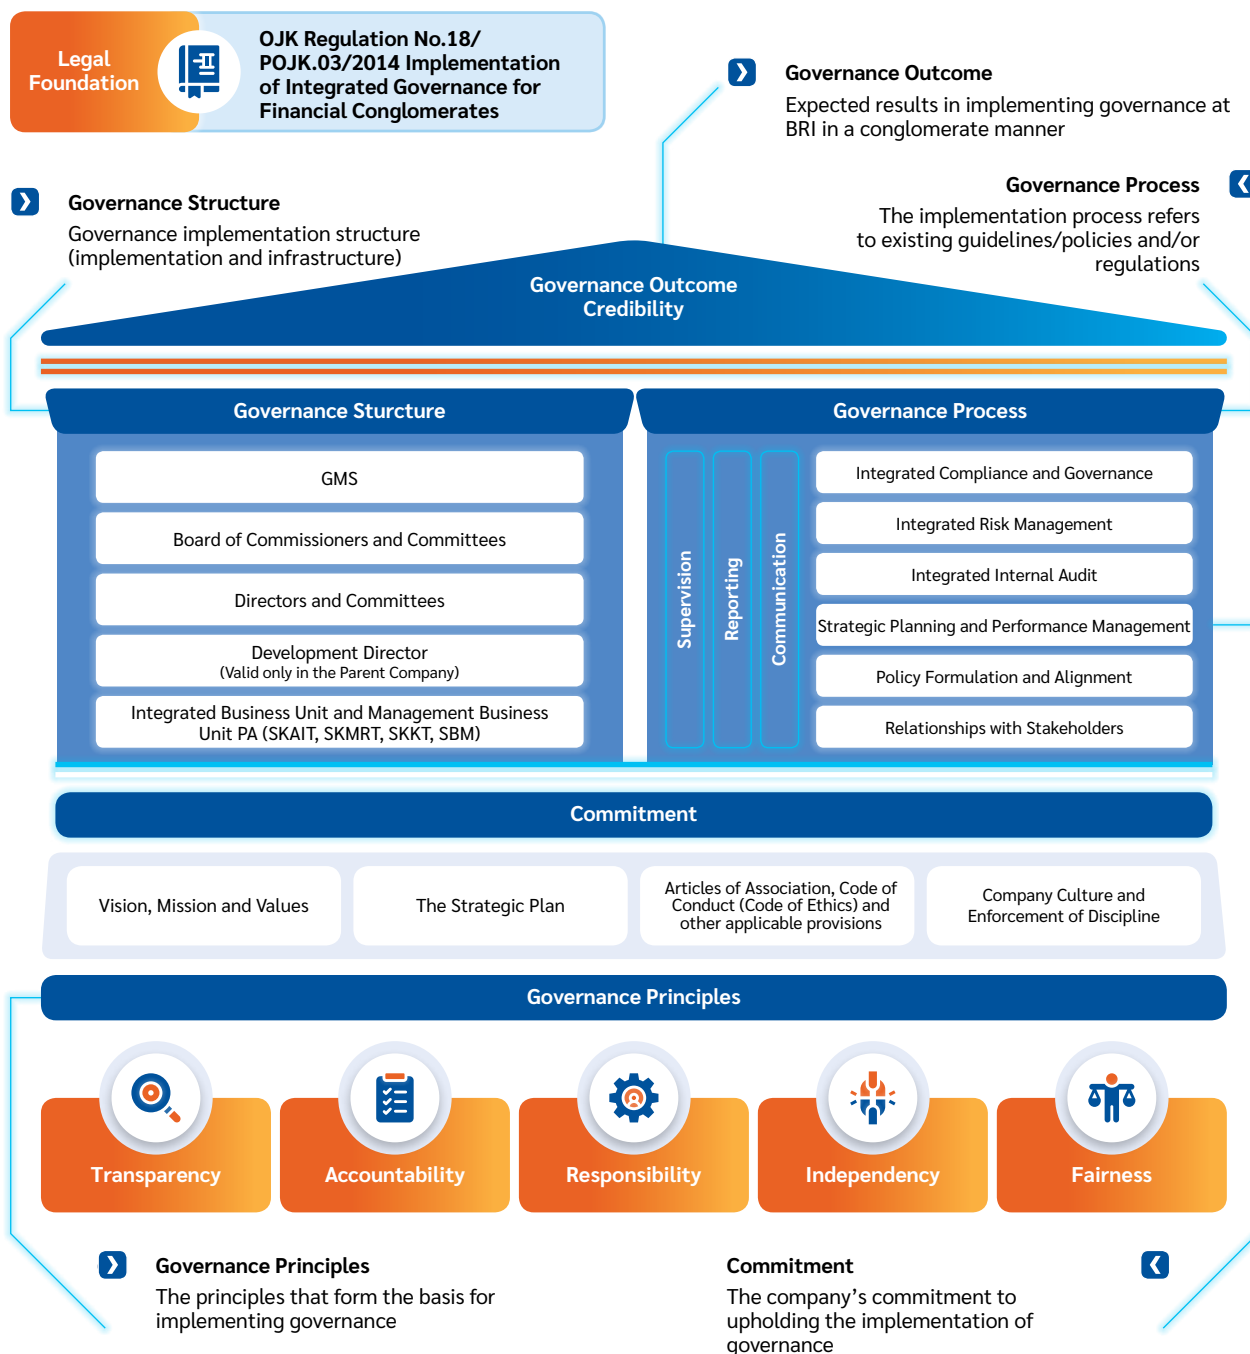 Legal
Foundation
OJK Regulation No.18/
POJK.03/2014 Implementation
of Integrated Governance for
Financial Conglomerates
Governance Outcome
Expected results in implementing governance at
BRI in a conglomerate manner
Governance Structure
Governance implementation structure
(implementation and infrastructure)
Governance Process
The implementation process refers
to existing guidelines/policies and/or
regulations
Governance Outcome
Credibility
Governance Sturcture
GMS
Board of Commissioners and Committees
Directors and Committees
Development Director
(Valid only in the Parent Company)
Integrated Business Unit and Management Business
Unit PA (SKAIT, SKMRT, SKKT, SBM)
Governance Process
Supervision
Reporting
Communication
Integrated Compliance and Governance
Integrated Risk Management
Integrated Internal Audit
Strategic Planning and Performance Management
Policy Formulation and Alignment
Relationships with Stakeholders
Commitment
Vision, Mission and Values
The Strategic Plan
Articles of Association, Code of
Conduct (Code of Ethics) and
other applicable provisions
Company Culture and
Enforcement of Discipline
Governance Principles
Transparency
Accountability
Responsibility
Independency
Fairness
Governance Principles
The principles that form the basis for
implementing governance
Commitment
The company’s commitment to
upholding the implementation of
governance